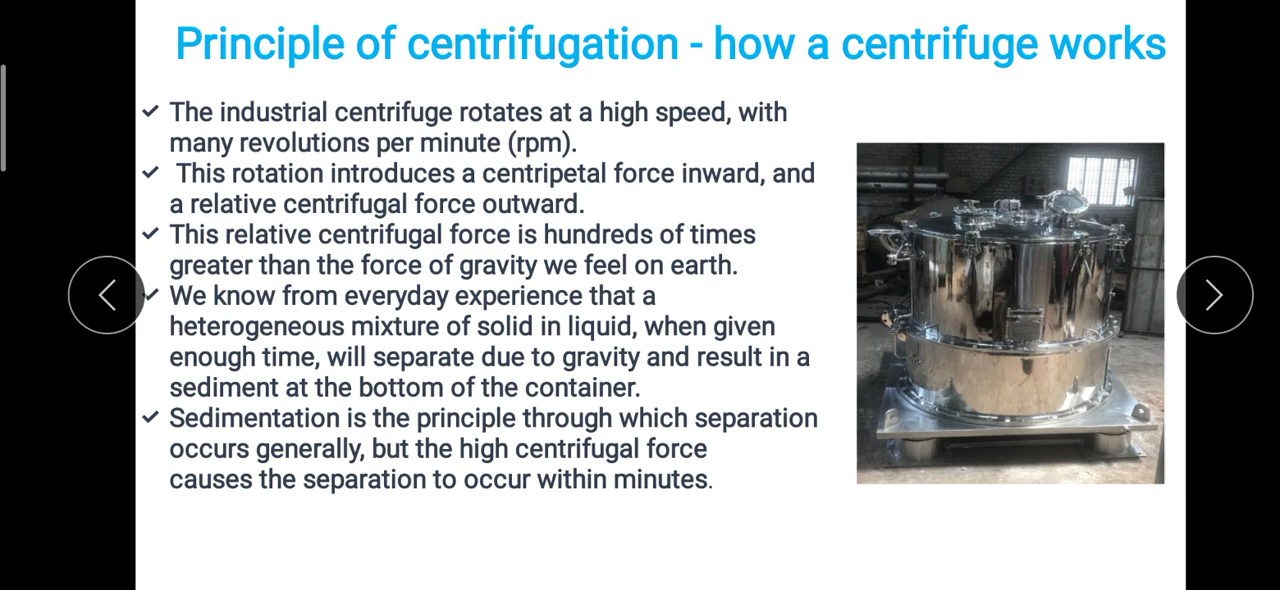 Principle of centrifugation - how a centrifuge works
✓ The industrial centrifuge rotates at a high speed, with
many revolutions per minute (rpm).
✓ This rotation introduces a centripetal force inward, and
a relative centrifugal force outward.
✓ This relative centrifugal force is hundreds of times
greater than the force of gravity we feel on earth.
✓ We know from everyday experience that a
heterogeneous mixture of solid in liquid, when given
enough time, will separate due to gravity and result in a
sediment at the bottom of the container.
✓ Sedimentation is the principle through which separation
occurs generally, but the high centrifugal force
causes the separation to occur within minutes.